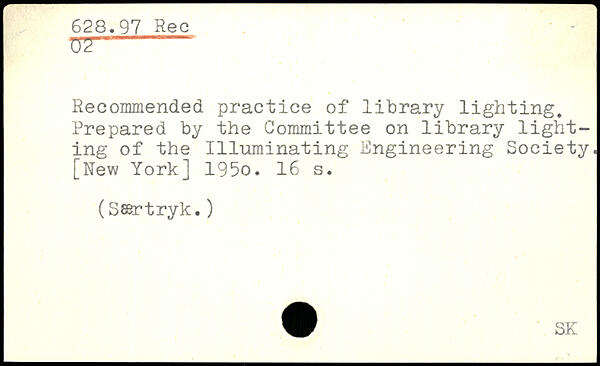 628.97 Rec
02
Recommended practice of library lighting.
Prepared by the Committee on library light-
ing of the Illuminating Engineering Society.
[New York] 195o. 16 s.
(Særtryk.)
SK